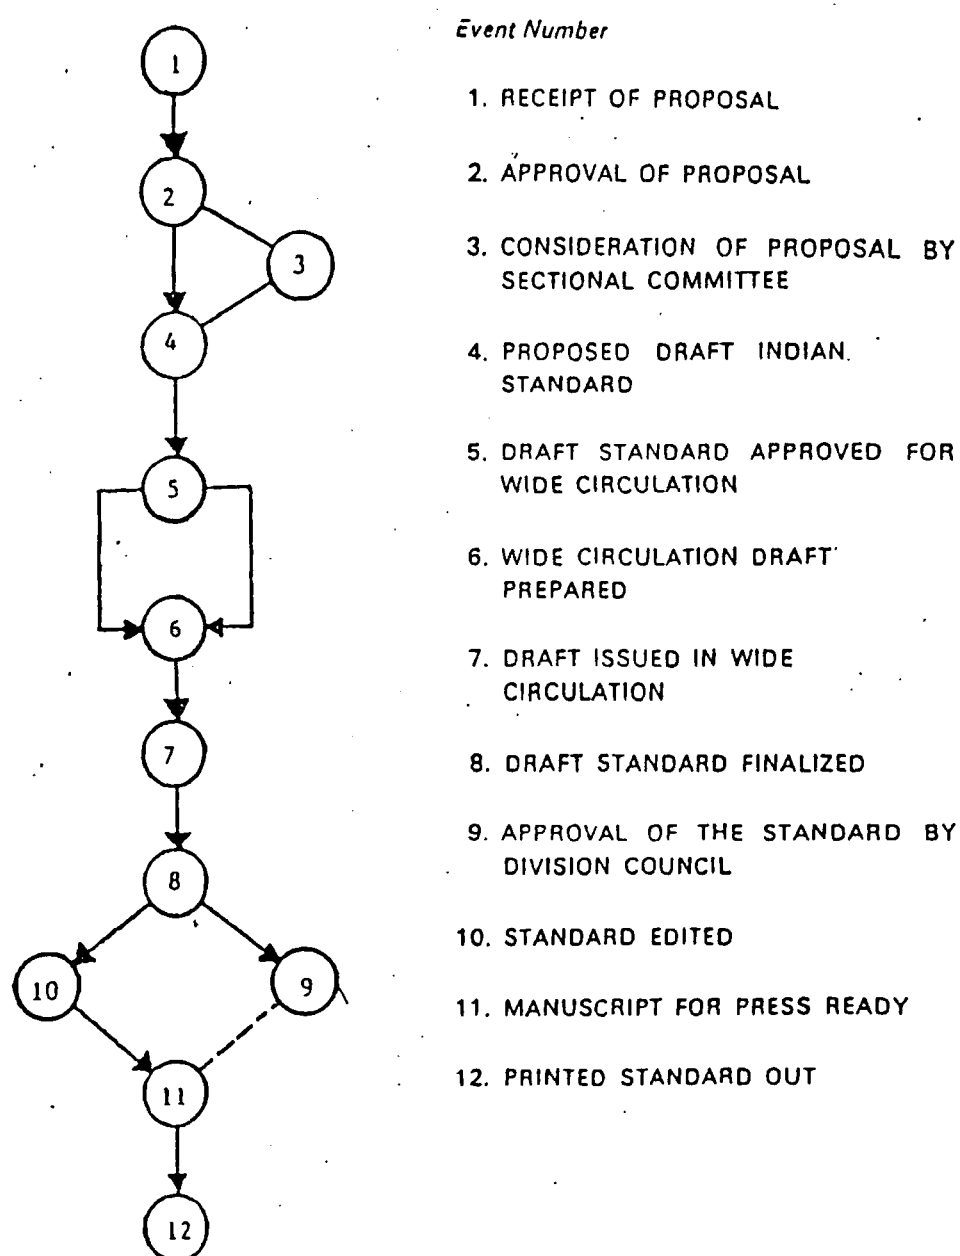 Event Number
1
1. RECEIPT OF PROPOSAL
2
2. APPROVAL OF PROPOSAL
3
3. CONSIDERATION OF PROPOSAL BY
SECTIONAL COMMITTEE
4
4. PROPOSED DRAFT INDIAN.
STANDARD
5
5. DRAFT STANDARD APPROVED FOR
WIDE CIRCULATION
6
6. WIDE CIRCULATION DRAFT
PREPARED
7
7. DRAFT ISSUED IN WIDE
CIRCULATION
8
8. DRAFT STANDARD FINALIZED
9. APPROVAL OF THE STANDARD BY
DIVISION COUNCIL
10
9
10. STANDARD EDITED
11. MANUSCRIPT FOR PRESS READY
11
12. PRINTED STANDARD OUT
12